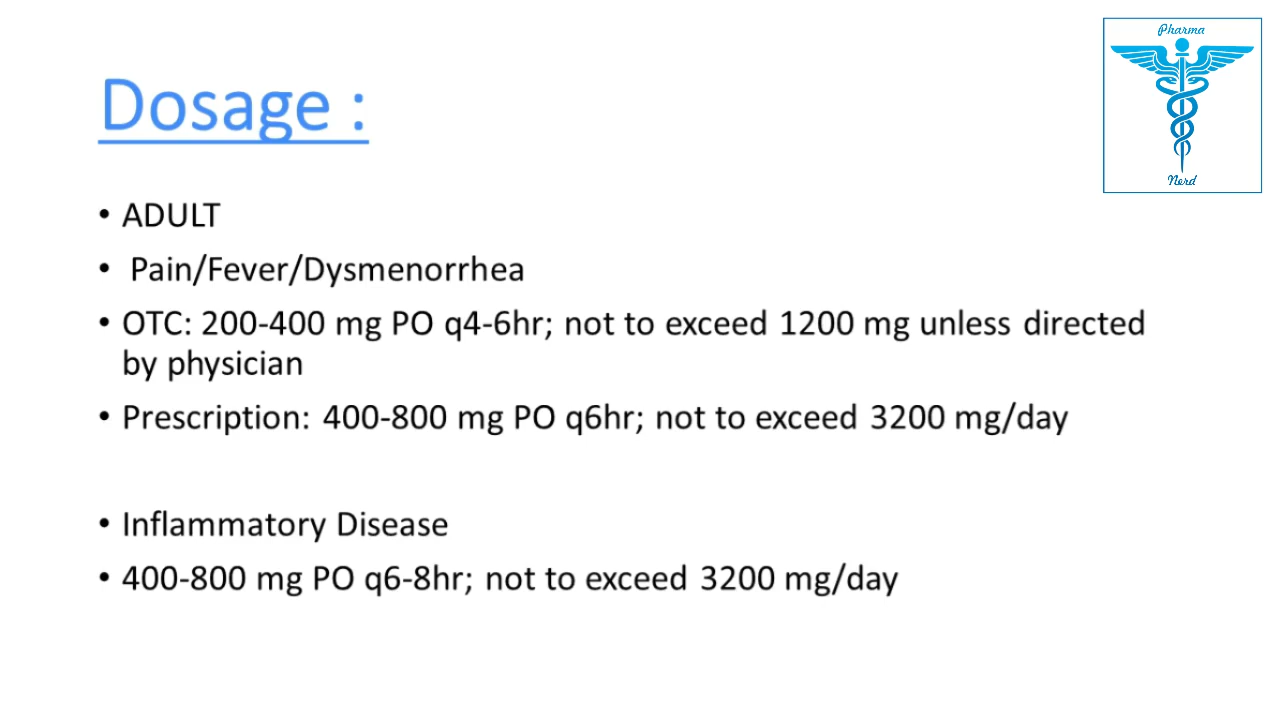 Pharma
Nerd
Dosage :
• ADULT
• Pain/Fever/Dysmenorrhea
• OTC: 200-400 mg PO q4-6hr; not to exceed 1200 mg unless directed
by physician
• Prescription: 400-800 mg PO q6hr; not to exceed 3200 mg/day
• Inflammatory Disease
• 400-800 mg PO q6-8hr; not to exceed 3200 mg/day